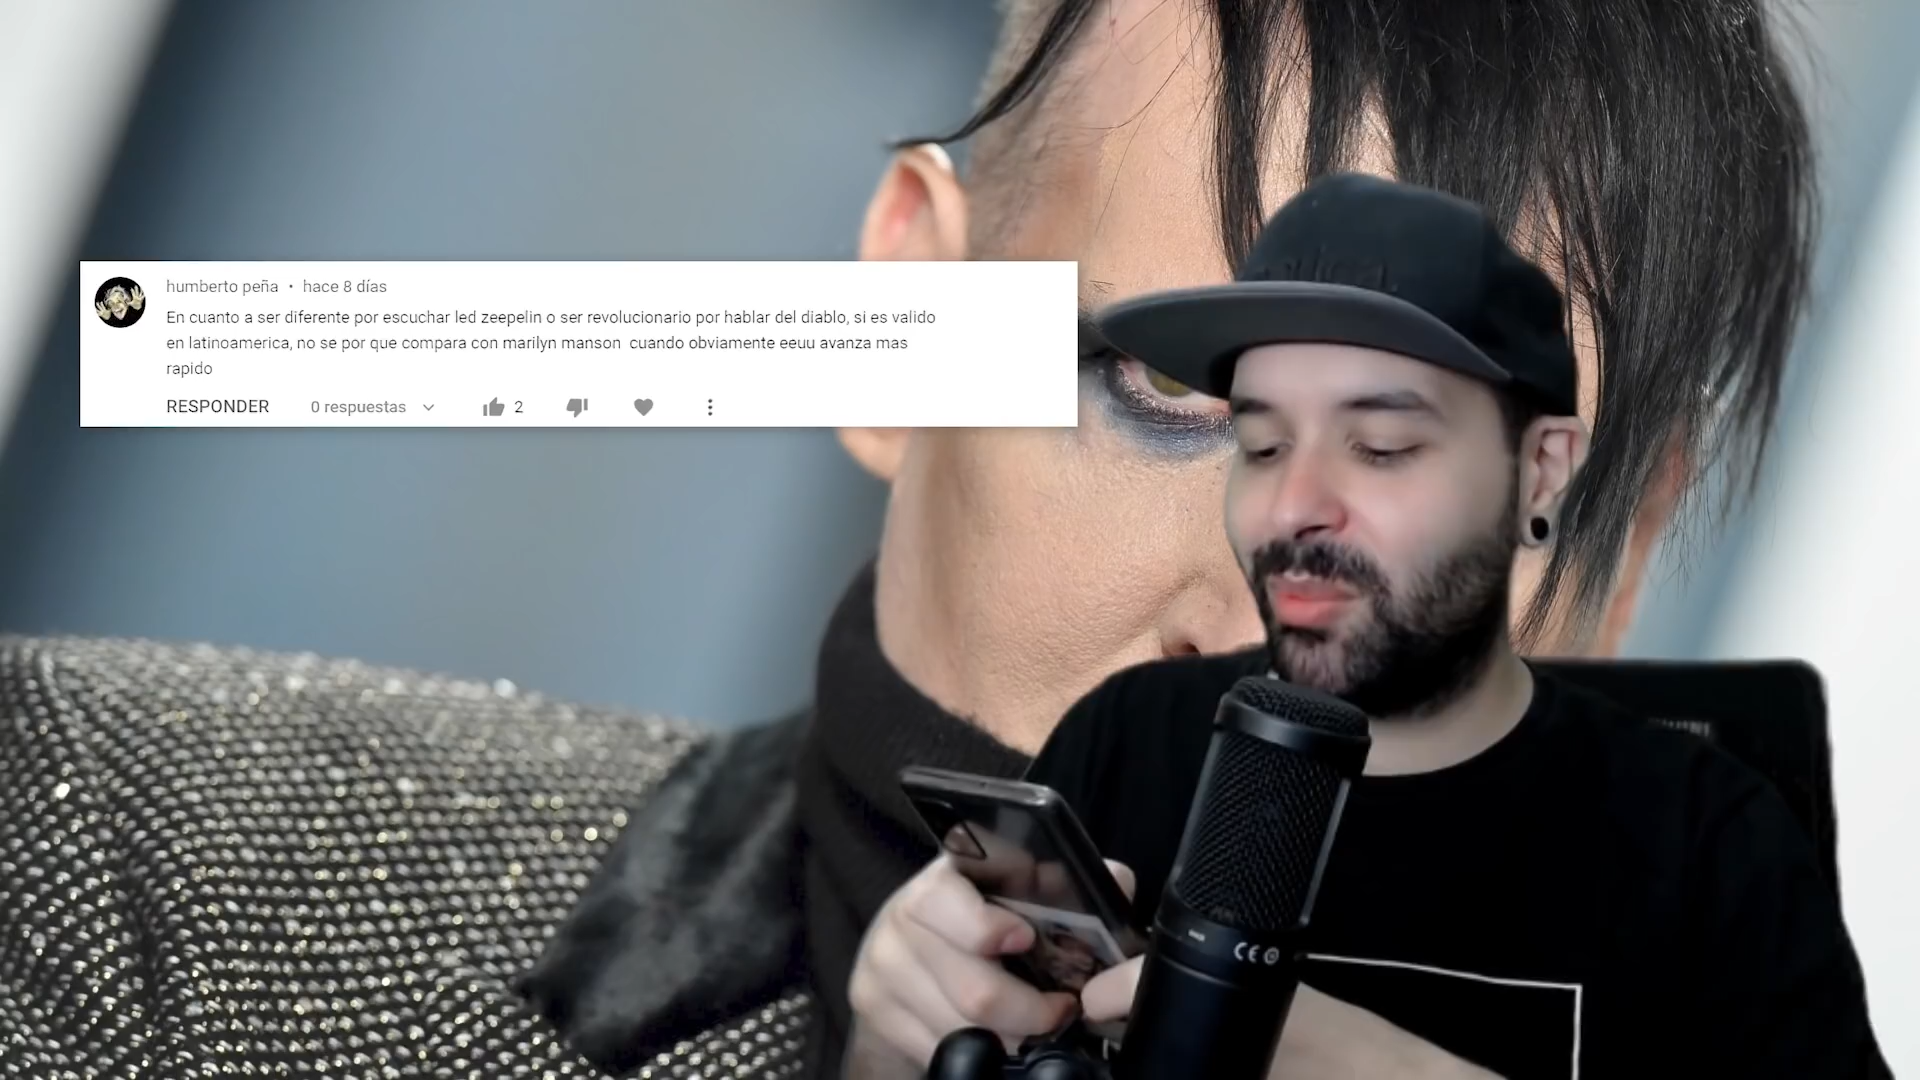 humberto peña • hace 8 días
En cuanto a ser diferente por escuchar led zeepelin o ser revolucionario por hablar del diablo, si es valido
en latinoamerica, no se por que compara con marilyn manson cuando obviamente eeuu avanza mas
rapido
RESPONDER 0 respuestas 2
CE